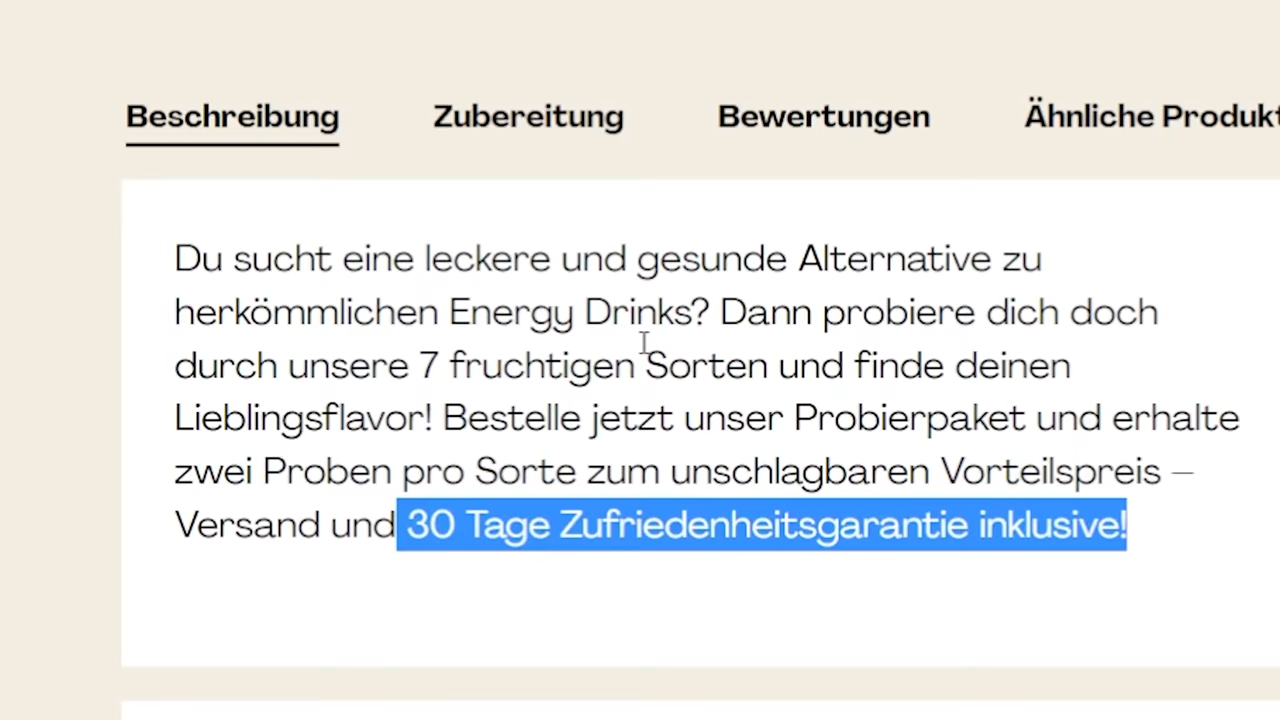 Beschreibung Zubereitung Bewertungen Ähnliche
Du sucht eine leckere und gesunde Alternative zu
herkömmlichen Energy Drinks? Dann probiere dich doch
durch unsere 7 fruchtigen Sorten und finde deinen
Lieblingsflavor! Bestelle jetzt unser Probierpaket und erhalte
zwei Proben pro Sorte zum unschlagbaren Vorteilspreis –
Versand und 30 Tage Zufriedenheitsgarantie inklusive!